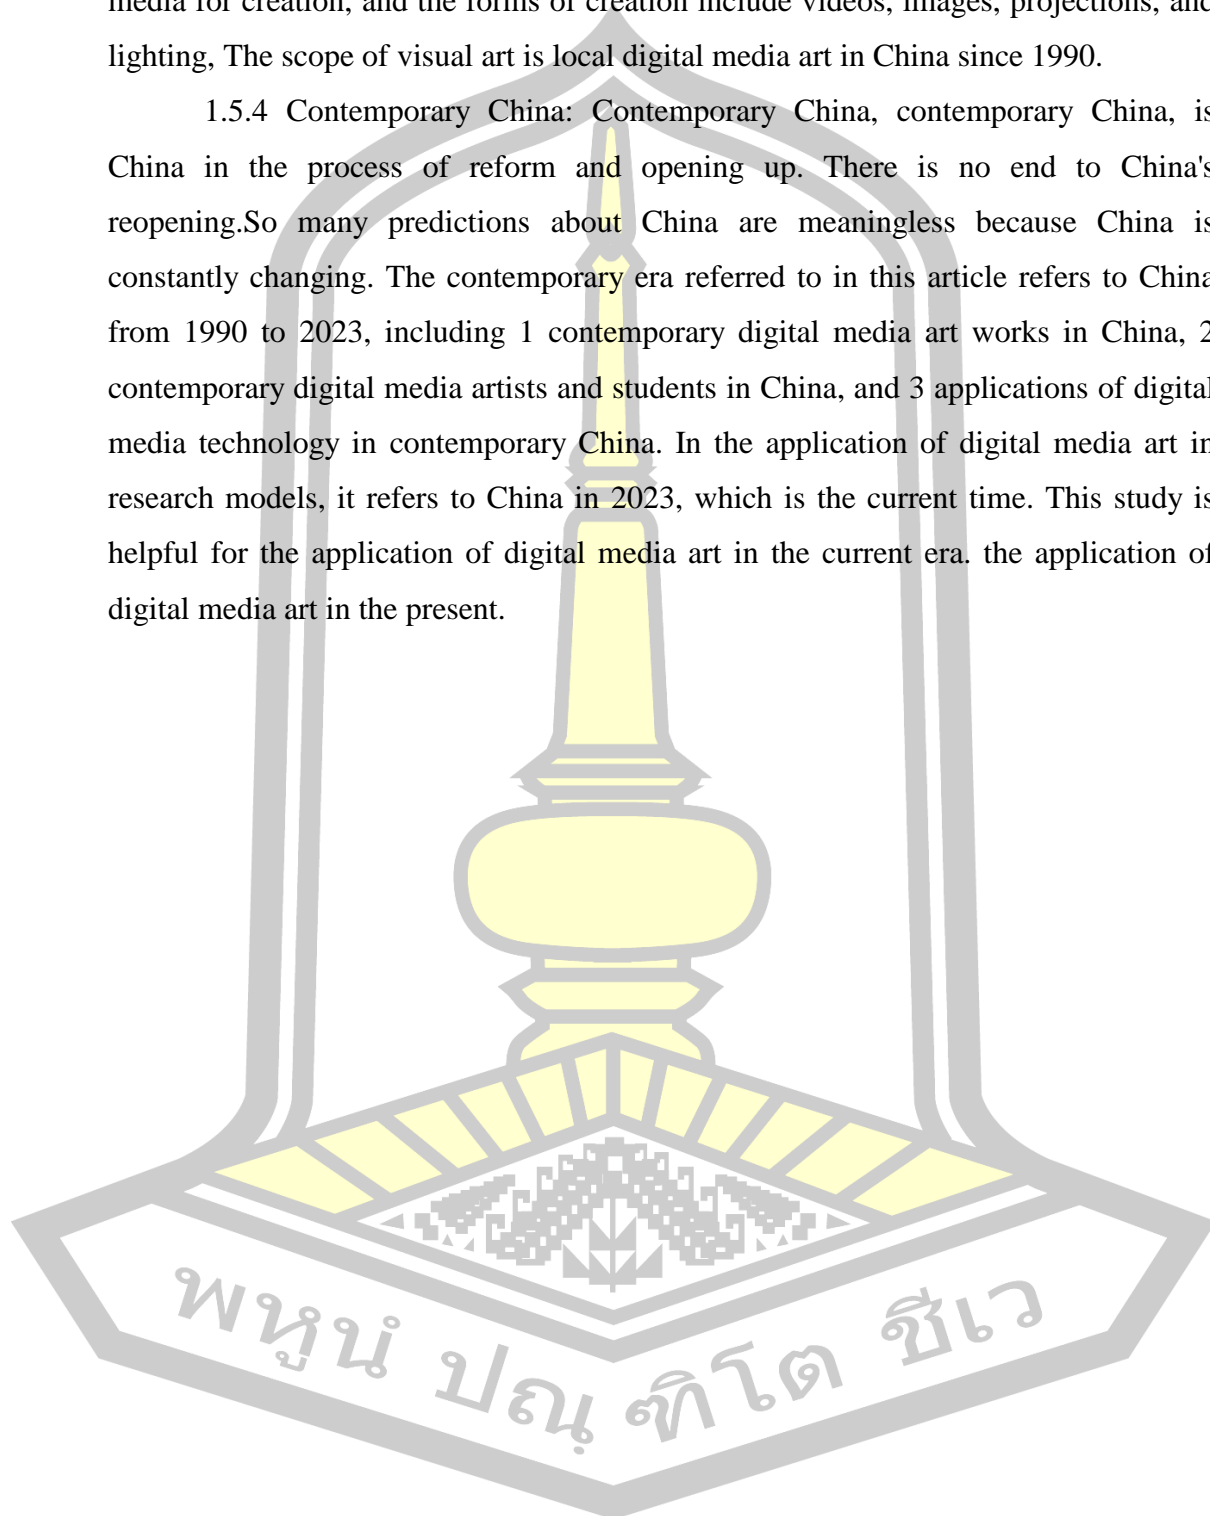 media for creation, and the forms of creation include videos, images, projections, and
lighting, The scope of visual art is local digital media art in China since 1990.
1.5.4 Contemporary China: Contemporary China, contemporary China, is
China in the process of reform and opening up. There is no end to China's
reopening.So many predictions about China are meaningless because China is
constantly changing. The contemporary era referred to in this article refers to China
from 1990 to 2023, including 1 contemporary digital media art works in China, 2
contemporary digital media artists and students in China, and 3 applications of digital
media technology in contemporary China. In the application of digital media art in
research models, it refers to China in 2023, which is the current time. This study is
helpful for the application of digital media art in the current era. the application of
digital media art in the present.
พหูนํ ปณฺฑิโต ชีเว